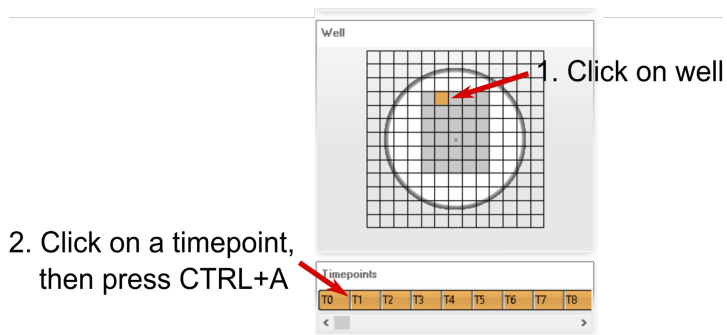 Well
1. Click on well
2. Click on a timepoint,
then press CTRL+A
Timepoints
T0 T1 T2 T3 T4 T5 T6 T7 T8